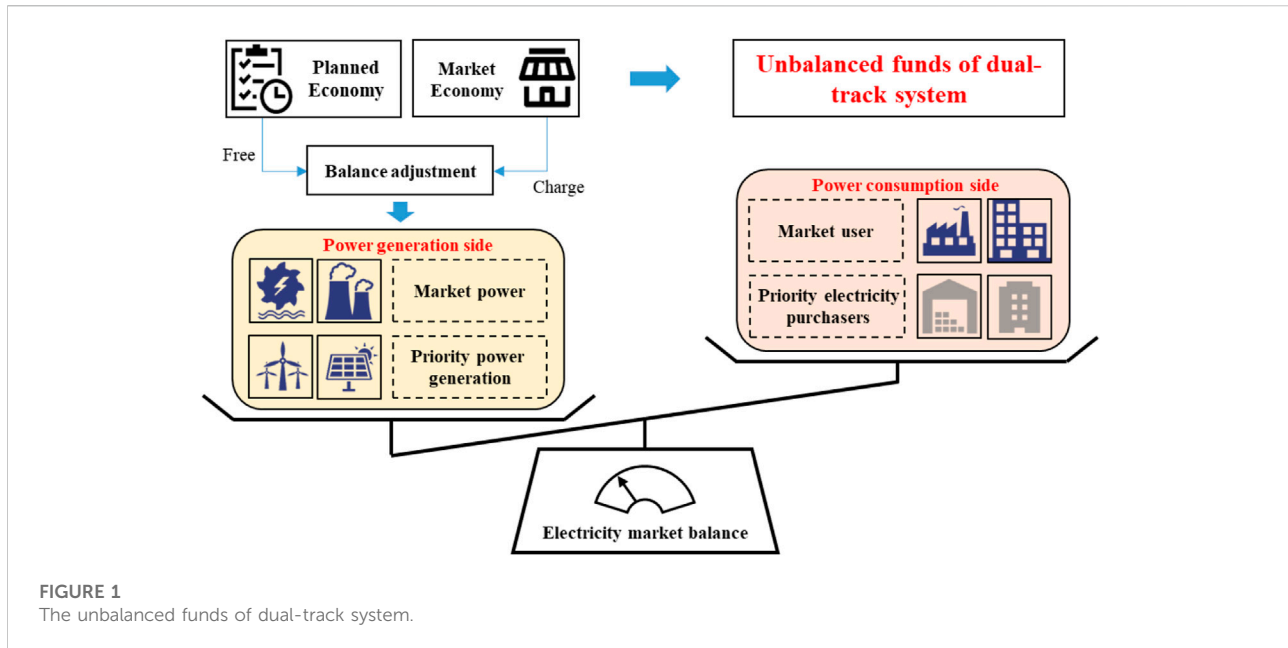 Planned
Economy
Market
Economy
Unbalanced funds of dual-
track system
Free
Balance adjustment
Charge
Power generation side
Market power
Priority power
generation
Power consumption side
Market user
Priority electricity
purchasers
Electricity market balance
FIGURE 1
The unbalanced funds of dual-track system.